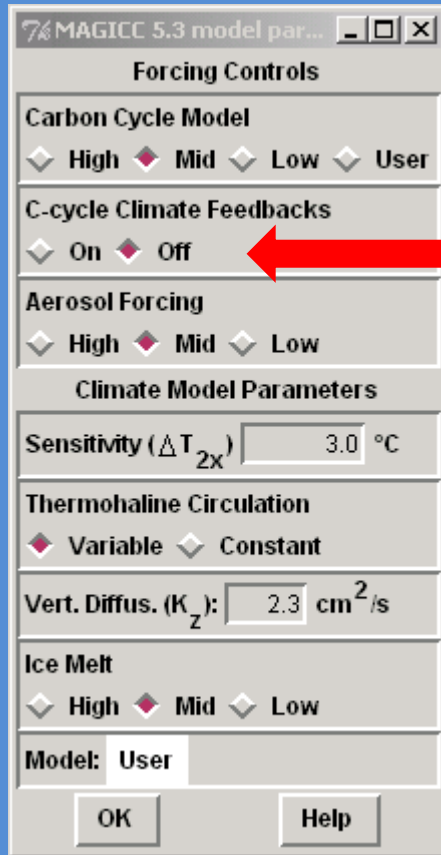 MAGICC 5.3 model par...
Forcing Controls
Carbon Cycle Model
High Mid Low User
C-cycle Climate Feedbacks
On Off
Aerosol Forcing
High Mid Low
Climate Model Parameters
Sensitivity (ΔT2x) 3.0 °C
Thermohaline Circulation
Variable Constant
Vert. Diffus. (Kz): 2.3 cm²/s
Ice Melt
High Mid Low
Model: User
OK Help